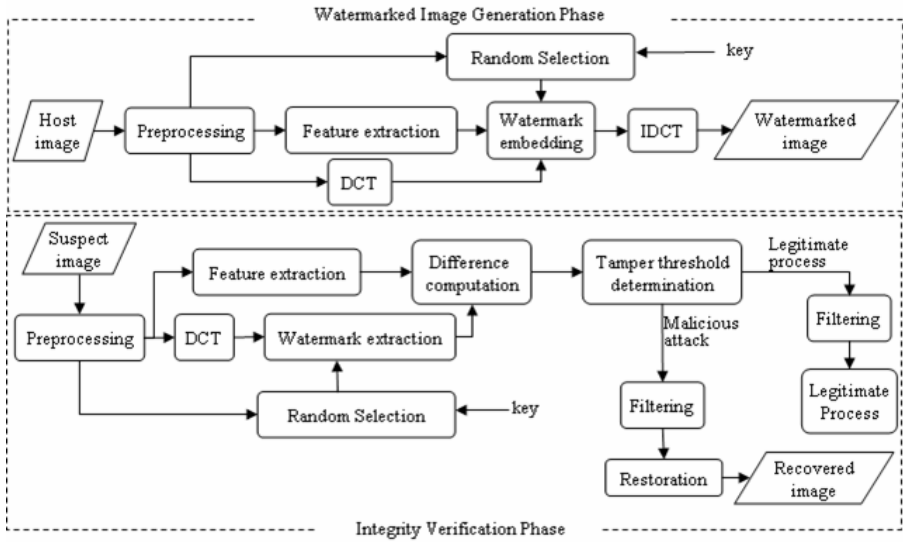 Watermarked Image Generation Phase
Random Selection
key
Host
image
Preprocessing
Feature extraction
Watermark
embedding
IDCT
Watermarked
image
DCT
Suspect
image
Feature extraction
Difference
computation
Tamper threshold
determination
Legitimate
process
Preprocessing
DCT
Watermark extraction
Malicious
attack
Filtering
Random Selection
key
Filtering
Legitimate
Process
Restoration
Recovered
image
Integrity Verification Phase